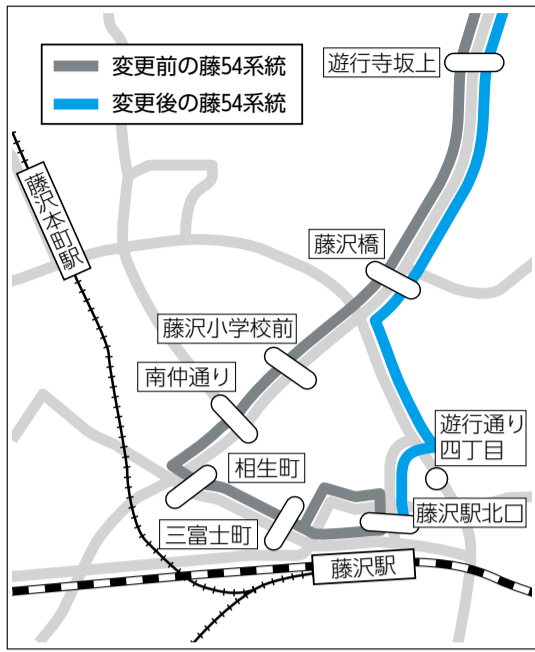 変更前の藤54系統
変更後の藤54系統
遊行寺坂上
藤沢本町駅
藤沢橋
藤沢小学校前
南仲通り
遊行通り
四丁目
相生町
藤沢駅北口
三富士町
藤沢駅